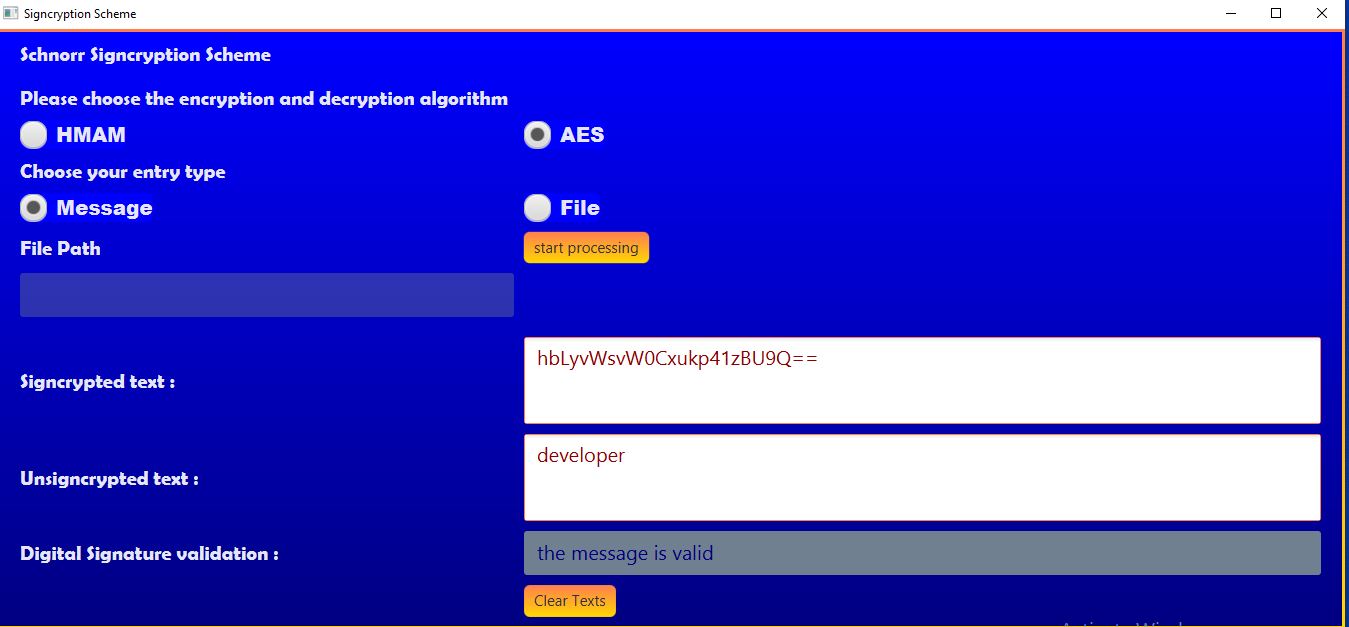 Signcryption Scheme
Schnorr Signcryption Scheme
Please choose the encryption and decryption algorithm
HMAM AES
Choose your entry type
Message File
File Path start processing
Signcrypted text : hbLyvWsvW0Cxukp41zBU9Q==
Unsigncrypted text : developer
Digital Signature validation : the message is valid
Clear Texts